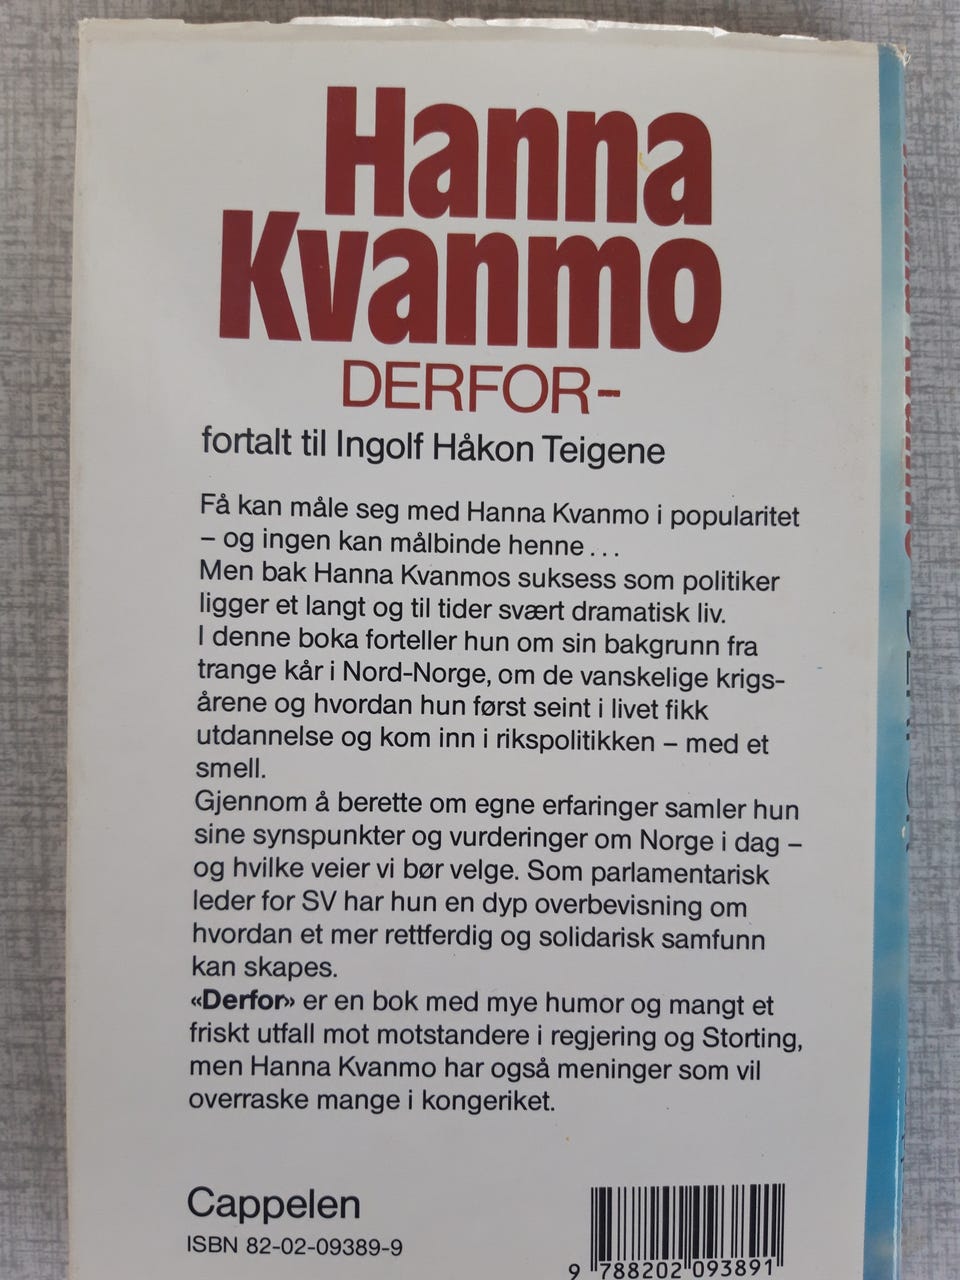 Hanna
Kvanmo
DERFOR-
fortalt til Ingolf Håkon Teigene
Få kan måle seg med Hanna Kvanmo i popularitet
– og ingen kan målbinde henne...
Men bak Hanna Kvanmos suksess som politiker
ligger et langt og til tider svært dramatisk liv.
I denne boka forteller hun om sin bakgrunn fra
trange kår i Nord-Norge, om de vanskelige krigs-
årene og hvordan hun først seint i livet fikk
utdannelse og kom inn i rikspolitikken – med et
smell.
Gjennom å berette om egne erfaringer samler hun
sine synspunkter og vurderinger om Norge i dag –
og hvilke veier vi bør velge. Som parlamentarisk
leder for SV har hun en dyp overbevisning om
hvordan et mer rettferdig og solidarisk samfunn
kan skapes.
«Derfor» er en bok med mye humor og mangt et
friskt utfall mot motstandere i regjering og Storting,
men Hanna Kvanmo har også meninger som vil
overraske mange i kongeriket.
Cappelen
ISBN 82-02-09389-9
9 788202 093891